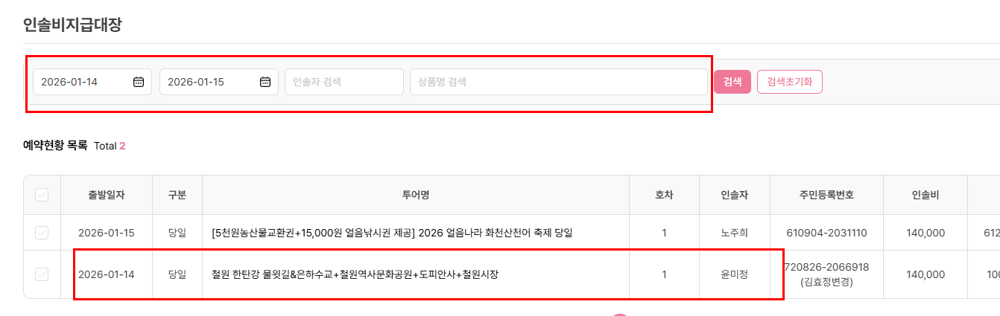 인솔비지급대장
2026-01-14 2026-01-15 인솔자 검색 상품명 검색 검색 검색초기화
예약현황 목록 Total 2
출발일자 구분 투어명 호차 인솔자 주민등록번호 인솔비
2026-01-15 당일 [5천원농산물교환권+15,000원 얼음낚시권 제공] 2026 얼음나라 화천산천어 축제 당일 1 노주희 610904-2031110 140,000 612
2026-01-14 당일 철원 한탄강 물윗길&은하수교+철원역사문화공원+도피안사+철원시장 1 윤미정 720826-2066918 140,000 100
(김효정변경)